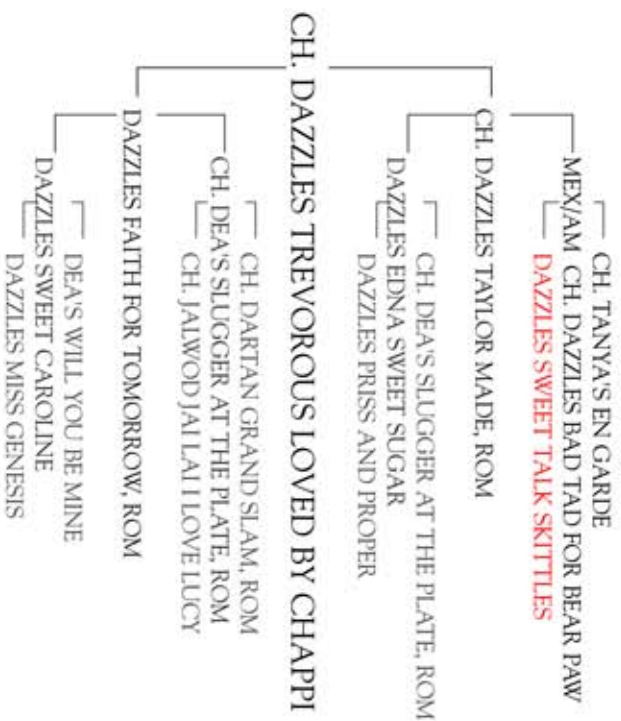 CH. TANYA'S EN GARDE
MEX/AM CH. DAZZLES BAD TAD FOR BEAR PAW
DAZZLES SWEET TALK SKITTLES
CH. DAZZLES TAYLOR MADE, ROM
CH. DEA'S SLUGGER AT THE PLATE, ROM
DAZZLES EDNA SWEET SUGAR
DAZZLES PRISS AND PROPER
CH. DAZZLES TREVOROUS LOVED BY CHAPPI
CH. DARTAN GRAND SLAM, ROM
CH. DEA'S SLUGGER AT THE PLATE, ROM
CH. JALWOD JAI LAI I LOVE LUCY
DAZZLES FAITH FOR TOMORROW, ROM
DEA'S WILL YOU BE MINE
DAZZLES SWEET CAROLINE
DAZZLES MISS GENESIS